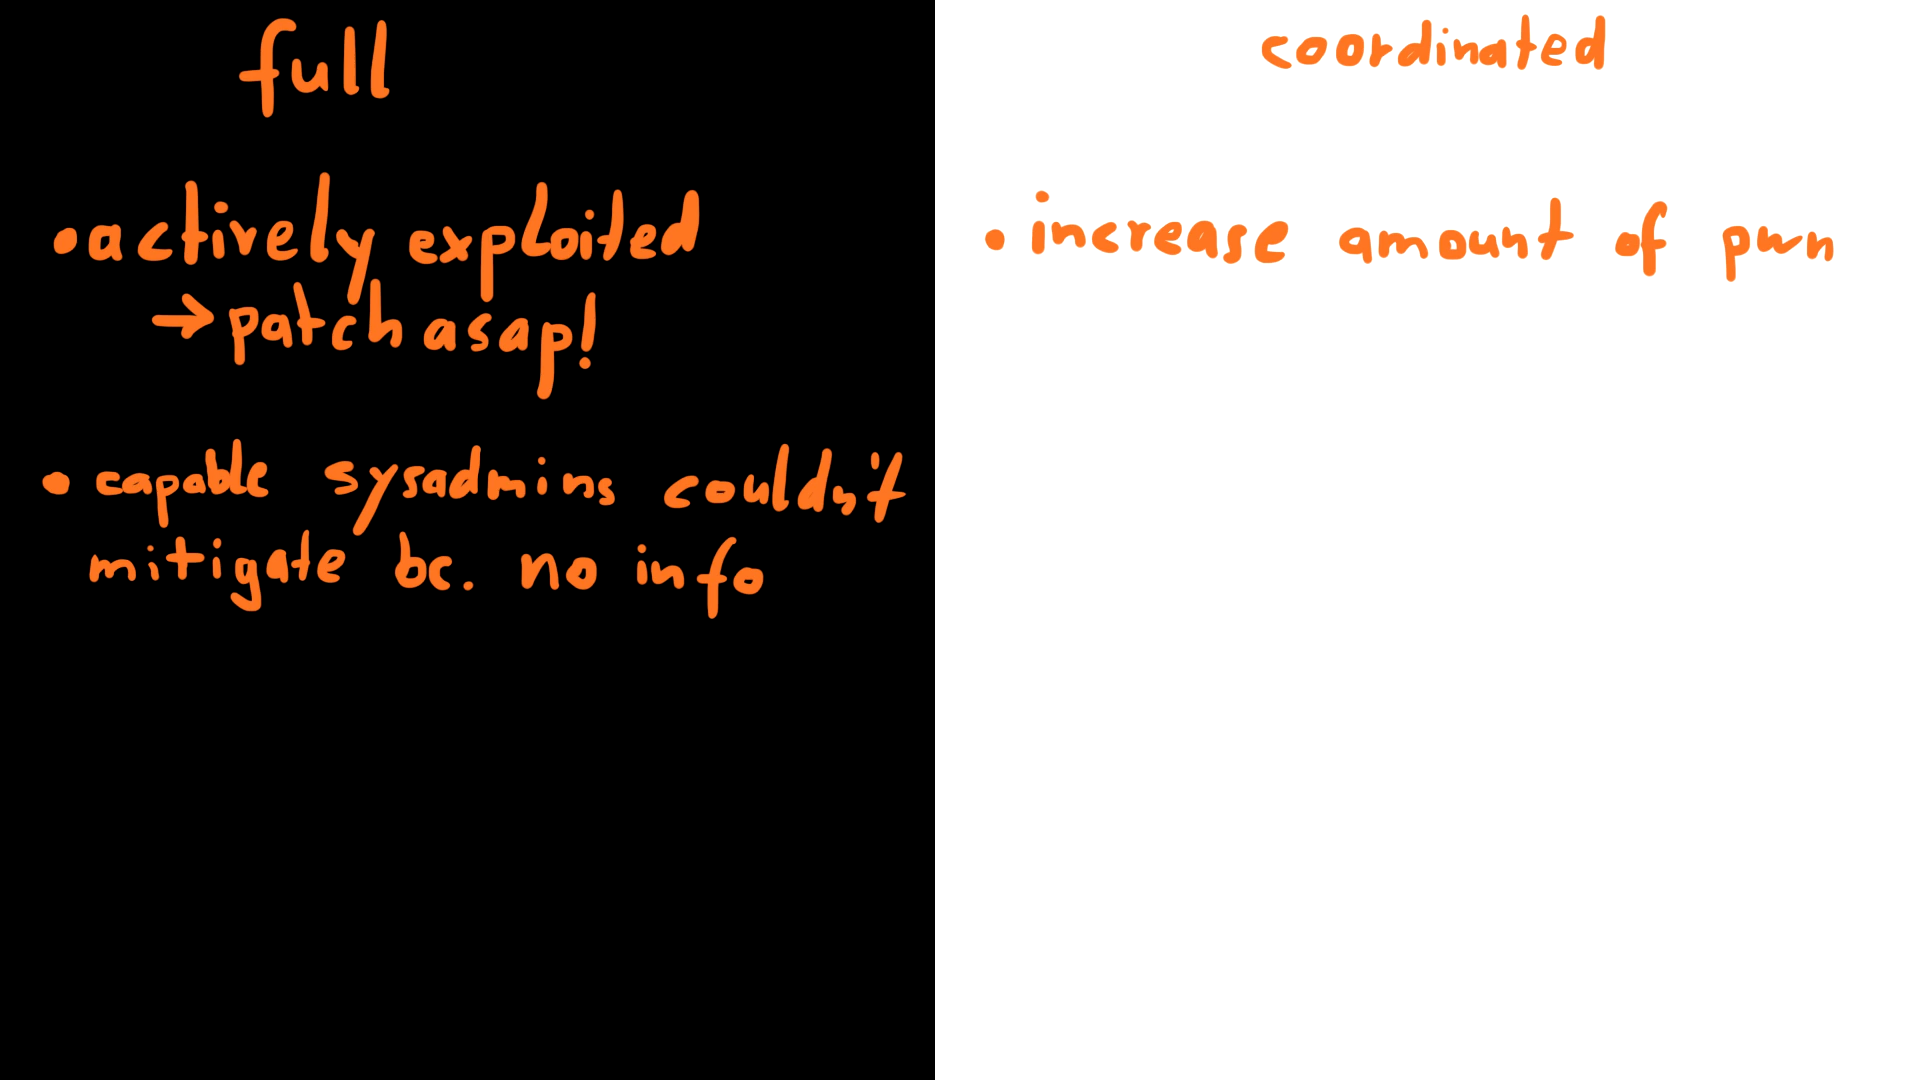 full
• actively exploited
→ patch asap!
• capable sysadmins couldn't
mitigate bc. no info
coordinated
• increase amount of pwn